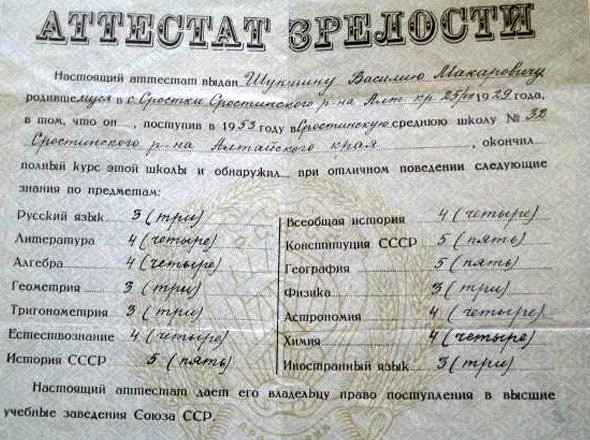 АТТЕСТАТ ЗРЕЛОСТИ
Настоящий аттестат выдан Шукшину Василию Макаровичу
родившемуся в с. Сростки Сростинского р-на Алт. кр. 25/VII 1929 года,
в том, что он , поступив в 1953 году в Сростинскую среднюю школу № 32
Сростинского р-на Алтайского края , окончил
полный курс этой школы и обнаружил при отличном поведении следующие
знания по предметам:
Русский язык 3 (три)
Литература 4 (четыре)
Алгебра 4 (четыре)
Геометрия 3 (три)
Тригонометрия 3 (три)
Естествознание 4 (четыре)
История СССР 5 (пять)
Всеобщая история 4 (четыре)
Конституция СССР 5 (пять)
География 5 (пять)
Физика 3 (три)
Астрономия 4 (четыре)
Химия 4 (четыре)
Иностранный язык 3 (три)
Настоящий аттестат дает его владельцу право поступления в высшие
учебные заведения Союза ССР.